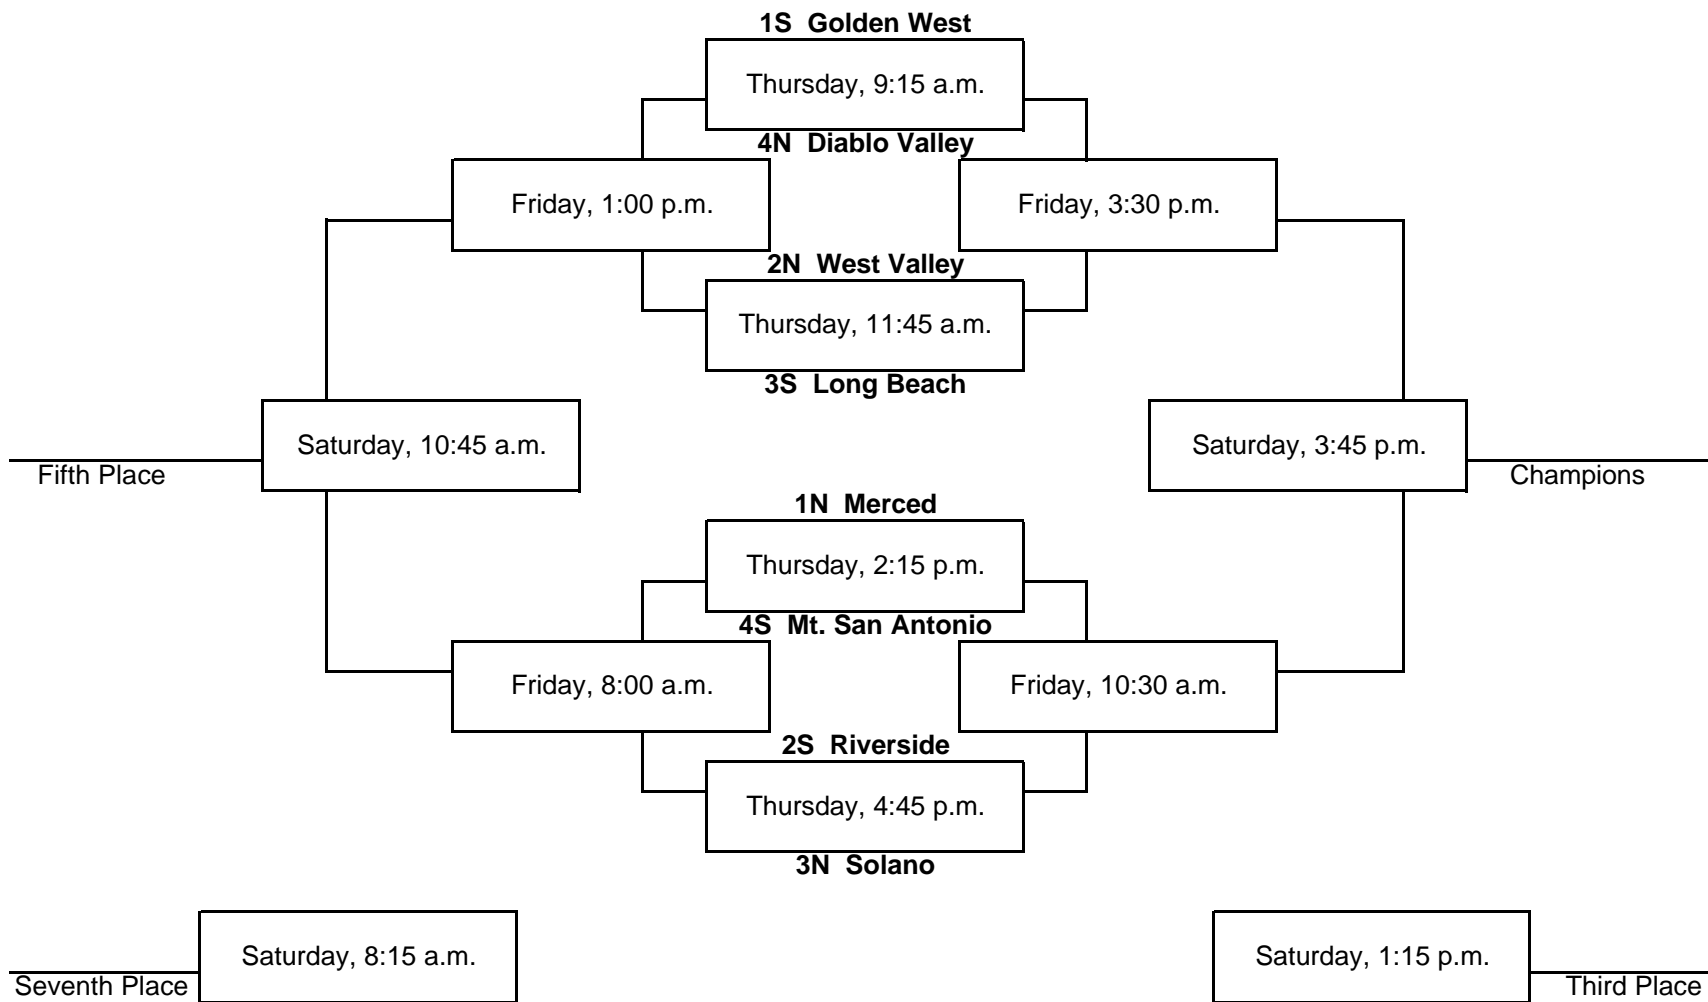 1S  Golden West
Thursday, 9:15 a.m.
4N  Diablo Valley
Friday, 1:00 p.m.
Friday, 3:30 p.m.
2N  West Valley
Thursday, 11:45 a.m.
3S  Long Beach
Saturday, 10:45 a.m.
Saturday, 3:45 p.m.
Fifth Place
Champions
1N  Merced
Thursday, 2:15 p.m.
4S  Mt. San Antonio
Friday, 8:00 a.m.
Friday, 10:30 a.m.
2S  Riverside
Thursday, 4:45 p.m.
3N  Solano
Saturday, 8:15 a.m.
Saturday, 1:15 p.m.
Seventh Place
Third Place